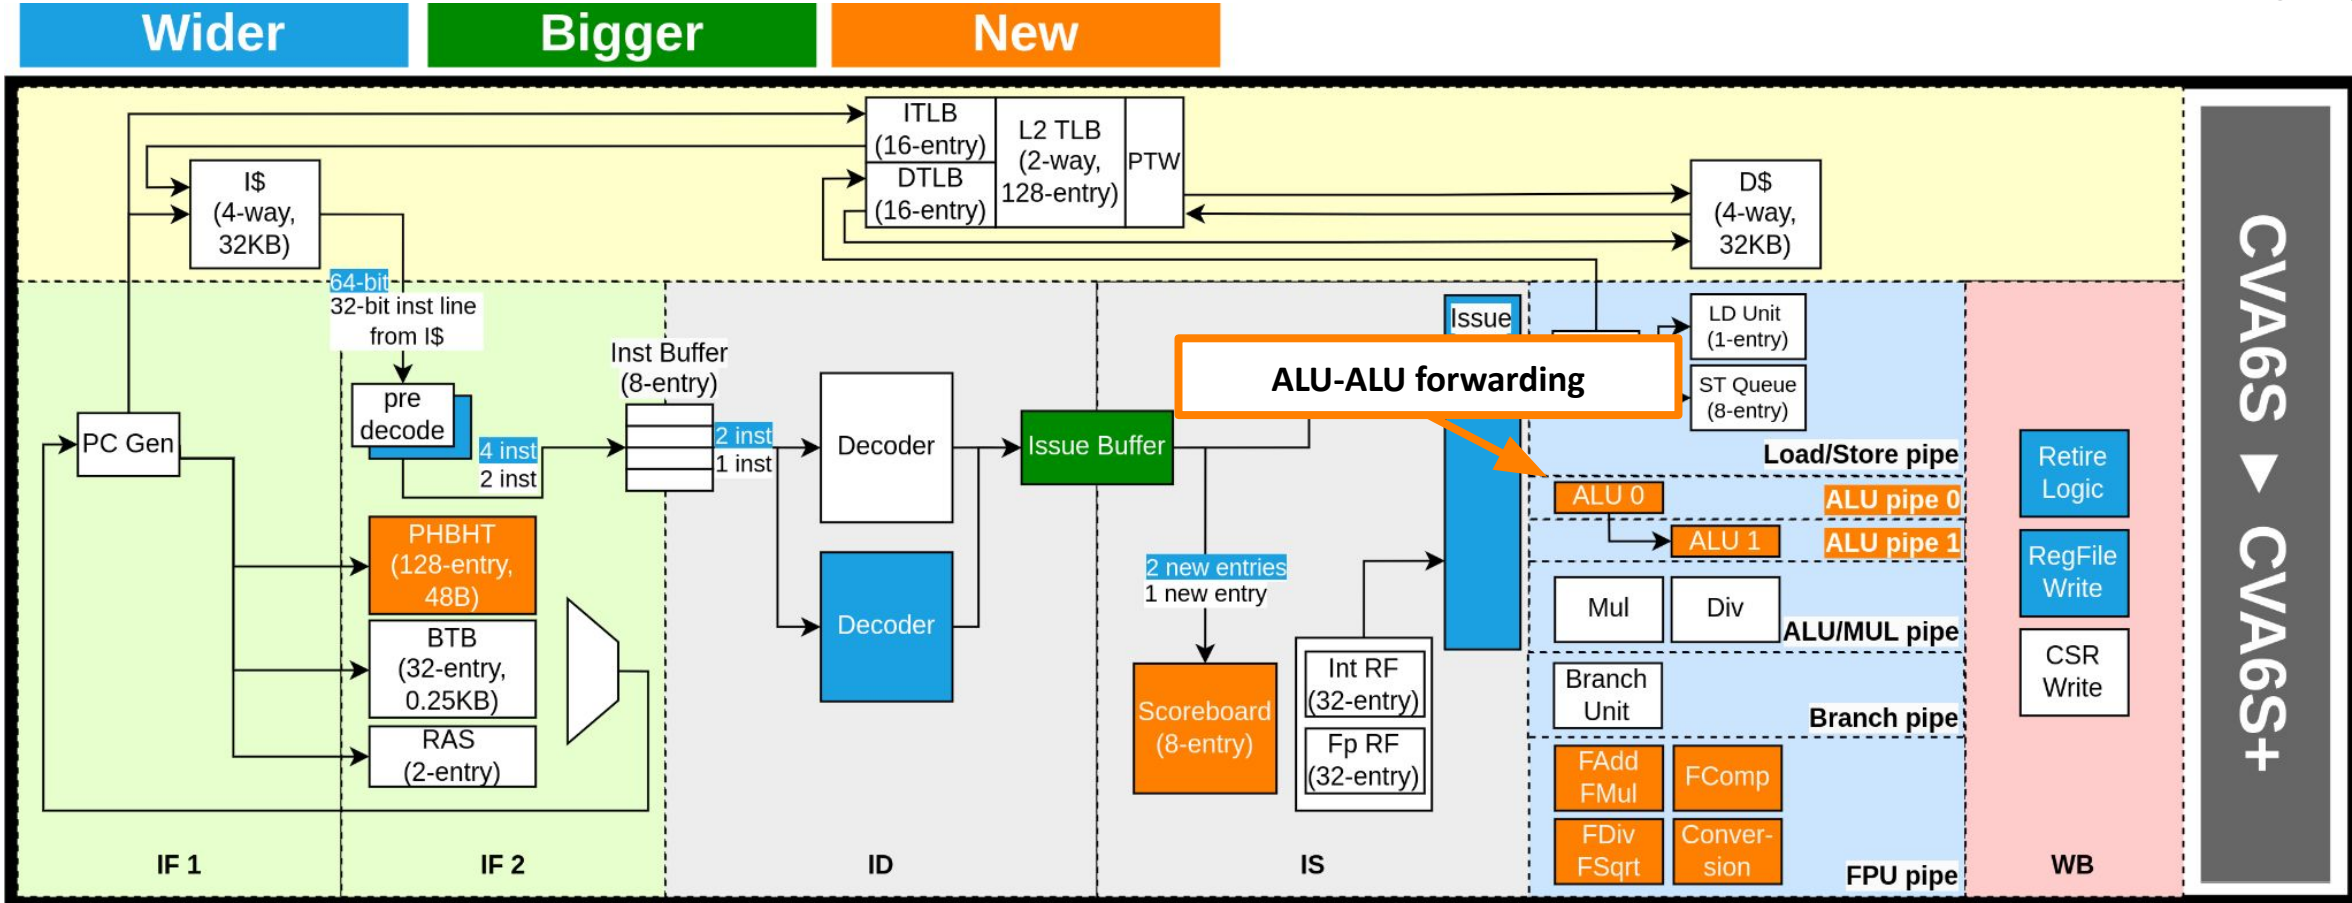 Wider
Bigger
New
ITLB
(16-entry)
DTLB
(16-entry)
L2 TLB
(2-way,
128-entry)
PTW
I$
(4-way,
32KB)
D$
(4-way,
32KB)
64-bit
32-bit inst line
from I$
pre
decode
PC Gen
4 inst
2 inst
Inst Buffer
(8-entry)
2 inst
1 inst
PHBHT
(128-entry,
48B)
BTB
(32-entry,
0.25KB)
RAS
(2-entry)
Decoder
Decoder
Issue Buffer
2 new entries
1 new entry
Scoreboard
(8-entry)
Int RF
(32-entry)
Fp RF
(32-entry)
Issue
ALU-ALU forwarding
LD Unit
(1-entry)
ST Queue
(8-entry)
Load/Store pipe
ALU 0
ALU pipe 0
ALU 1
ALU pipe 1
Mul
Div
ALU/MUL pipe
Branch
Unit
Branch pipe
FAdd
FMul
FComp
FDiv
FSqrt
Conver-
sion
FPU pipe
Retire
Logic
RegFile
Write
CSR
Write
IF 1
IF 2
ID
IS
WB
CVA6S ▶ CVA6S+